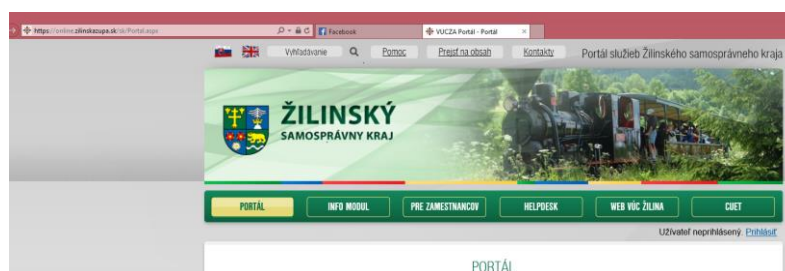 https://online.zilinskazupa.sk/sk/Portal.aspx
Facebook
VUCZA Portál - Portál
Vyhľadávanie Pomoc Prejsť na obsah Kontakty Portál služieb Žilinského samosprávneho kraja
ŽILINSKÝ
SAMOSPRÁVNY KRAJ
PORTÁL INFO MODUL PRE ZAMESTNANCOV HELPDESK WEB VÚC ŽILINA CUET
Užívateľ neprihlásený. Prihlásiť
PORTÁL